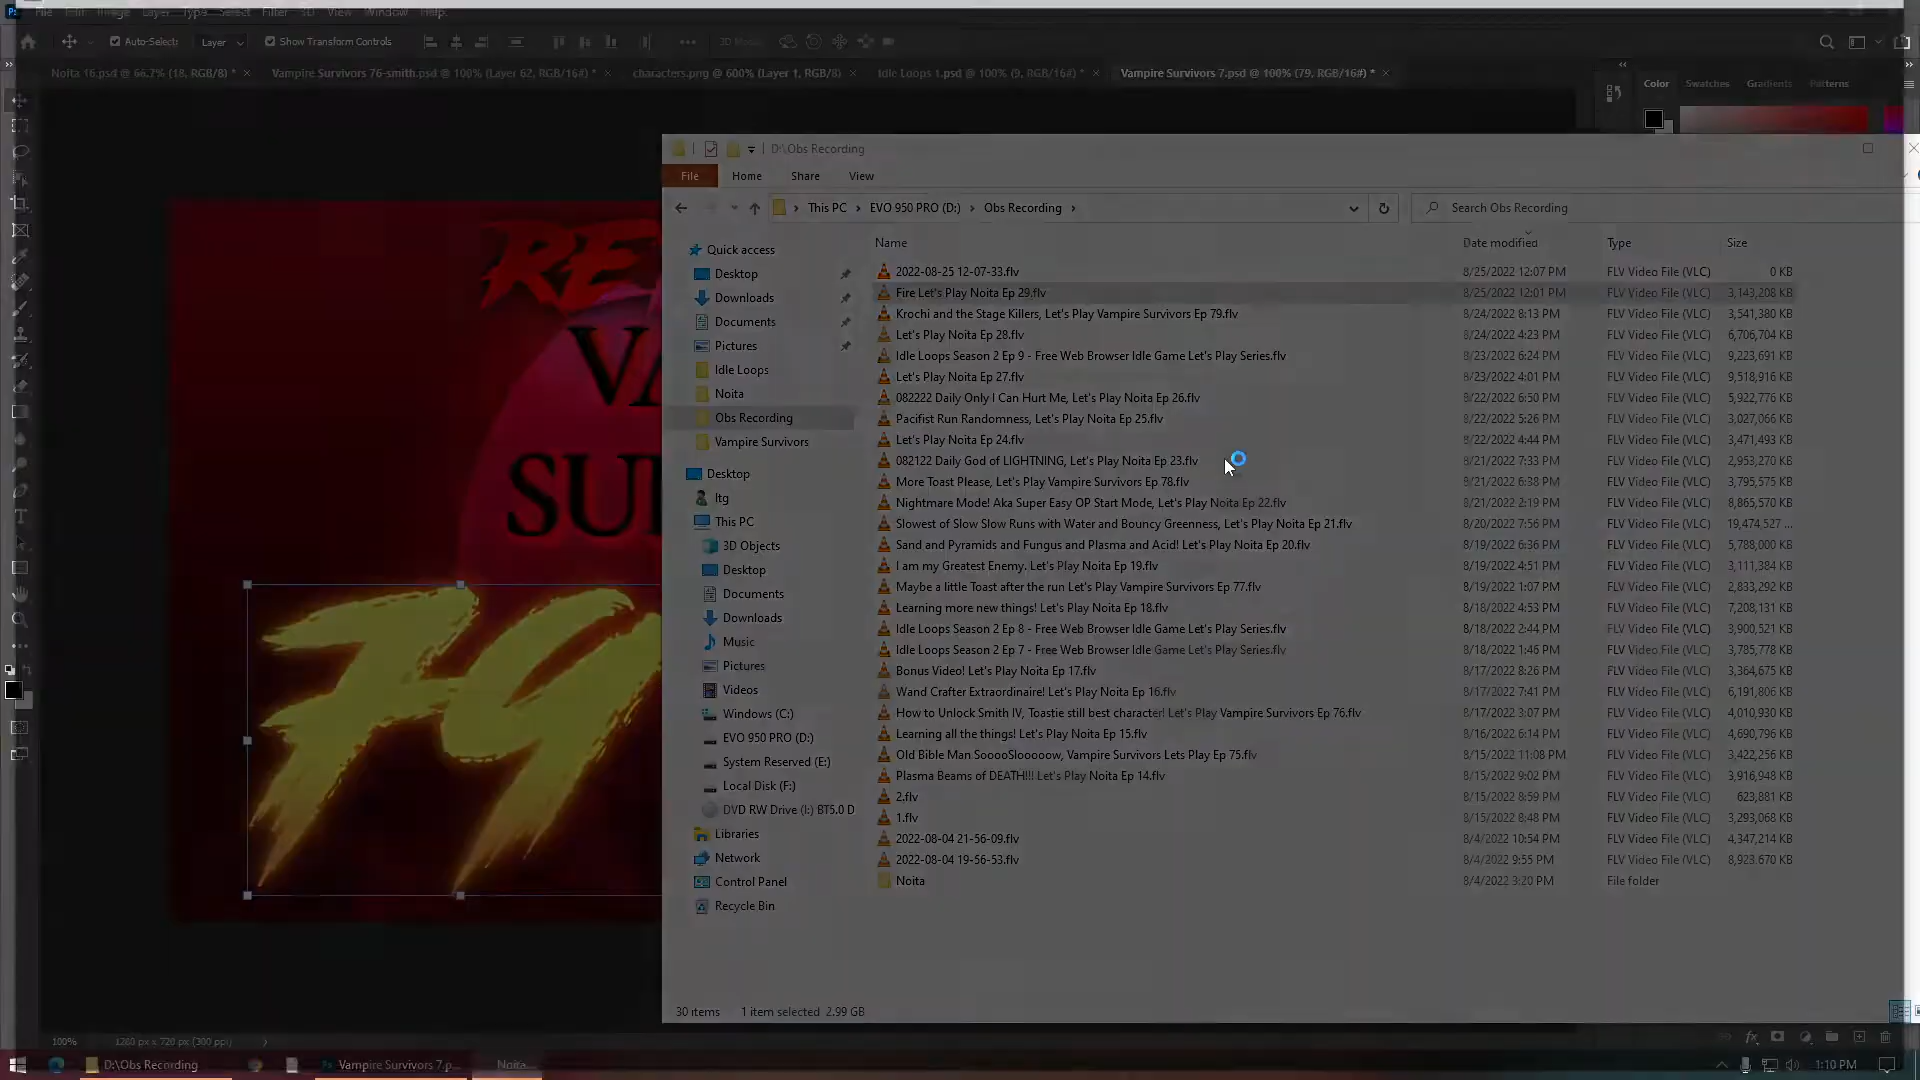 File Edit Image Layer Type Select Filter 3D View Window Help
Auto-Select: Layer Show Transform Controls 3D Mode:
Noita 16.psd @ 66.7% (18, RGB/8) * × Vampire Survivors 76-smith.psd @ 100% (Layer 62, RGB/16#) * × characters.png @ 600% (Layer 1, RGB/8) × Idle Loops 1.psd @ 100% (9, RGB/16#) * × Vampire Survivors 7.psd @ 100% (79, RGB/16#) * ×
Color Swatches Gradients Patterns
D:\Obs Recording
File Home Share View
This PC > EVO 950 PRO (D:) > Obs Recording >
Search Obs Recording
Name Date modified Type Size
Quick access
Desktop
Downloads
Documents
Pictures
Idle Loops
Noita
Obs Recording
Vampire Survivors
Desktop
ltg
This PC
3D Objects
Desktop
Documents
Downloads
Music
Pictures
Videos
Windows (C:)
EVO 950 PRO (D:)
System Reserved (E:)
Local Disk (F:)
DVD RW Drive (I:) BT5.0 D
Libraries
Network
Control Panel
Recycle Bin
2022-08-25 12-07-33.flv 8/25/2022 12:07 PM FLV Video File (VLC) 0 KB
Fire Let's Play Noita Ep 29.flv 8/25/2022 12:01 PM FLV Video File (VLC) 3,143,208 KB
Krochi and the Stage Killers, Let's Play Vampire Survivors Ep 79.flv 8/24/2022 8:13 PM FLV Video File (VLC) 3,541,380 KB
Let's Play Noita Ep 28.flv 8/24/2022 4:23 PM FLV Video File (VLC) 6,706,704 KB
Idle Loops Season 2 Ep 9 - Free Web Browser Idle Game Let's Play Series.flv 8/23/2022 6:24 PM FLV Video File (VLC) 9,223,691 KB
Let's Play Noita Ep 27.flv 8/23/2022 4:01 PM FLV Video File (VLC) 9,518,916 KB
082222 Daily Only I Can Hurt Me, Let's Play Noita Ep 26.flv 8/22/2022 6:50 PM FLV Video File (VLC) 5,922,776 KB
Pacifist Run Randomness, Let's Play Noita Ep 25.flv 8/22/2022 5:26 PM FLV Video File (VLC) 3,027,066 KB
Let's Play Noita Ep 24.flv 8/22/2022 4:44 PM FLV Video File (VLC) 3,471,493 KB
082122 Daily God of LIGHTNING, Let's Play Noita Ep 23.flv 8/21/2022 7:33 PM FLV Video File (VLC) 2,953,270 KB
More Toast Please, Let's Play Vampire Survivors Ep 78.flv 8/21/2022 6:38 PM FLV Video File (VLC) 3,795,575 KB
Nightmare Mode! Aka Super Easy OP Start Mode, Let's Play Noita Ep 22.flv 8/21/2022 2:19 PM FLV Video File (VLC) 8,865,570 KB
Slowest of Slow Slow Runs with Water and Bouncy Greenness, Let's Play Noita Ep 21.flv 8/20/2022 7:56 PM FLV Video File (VLC) 19,474,527 ...
Sand and Pyramids and Fungus and Plasma and Acid! Let's Play Noita Ep 20.flv 8/19/2022 6:36 PM FLV Video File (VLC) 5,788,000 KB
I am my Greatest Enemy. Let's Play Noita Ep 19.flv 8/19/2022 4:51 PM FLV Video File (VLC) 3,111,384 KB
Maybe a little Toast after the run Let's Play Vampire Survivors Ep 77.flv 8/19/2022 1:07 PM FLV Video File (VLC) 2,833,292 KB
Learning more new things! Let's Play Noita Ep 18.flv 8/18/2022 4:53 PM FLV Video File (VLC) 7,208,131 KB
Idle Loops Season 2 Ep 8 - Free Web Browser Idle Game Let's Play Series.flv 8/18/2022 2:44 PM FLV Video File (VLC) 3,900,521 KB
Idle Loops Season 2 Ep 7 - Free Web Browser Idle Game Let's Play Series.flv 8/18/2022 1:46 PM FLV Video File (VLC) 3,785,778 KB
Bonus Video! Let's Play Noita Ep 17.flv 8/17/2022 8:26 PM FLV Video File (VLC) 3,364,675 KB
Wand Crafter Extraordinaire! Let's Play Noita Ep 16.flv 8/17/2022 7:41 PM FLV Video File (VLC) 6,191,806 KB
How to Unlock Smith IV, Toastie still best character! Let's Play Vampire Survivors Ep 76.flv 8/17/2022 3:07 PM FLV Video File (VLC) 4,010,930 KB
Learning all the things! Let's Play Noita Ep 15.flv 8/16/2022 6:14 PM FLV Video File (VLC) 4,690,796 KB
Old Bible Man SooooSlooooow, Vampire Survivors Lets Play Ep 75.flv 8/15/2022 11:08 PM FLV Video File (VLC) 3,422,256 KB
Plasma Beams of DEATH!!! Let's Play Noita Ep 14.flv 8/15/2022 9:02 PM FLV Video File (VLC) 3,916,948 KB
2.flv 8/15/2022 8:59 PM FLV Video File (VLC) 623,881 KB
1.flv 8/15/2022 8:48 PM FLV Video File (VLC) 3,293,068 KB
2022-08-04 21-56-09.flv 8/4/2022 10:54 PM FLV Video File (VLC) 4,347,214 KB
2022-08-04 19-56-53.flv 8/4/2022 9:55 PM FLV Video File (VLC) 8,923,670 KB
Noita 8/4/2022 3:20 PM File folder
30 items 1 item selected 2.99 GB
RE
VA
SU
79
100% 1280 px x 720 px (300 ppi)
D:\Obs Recording Vampire Survivors 7.p... Noita... 1:10 PM